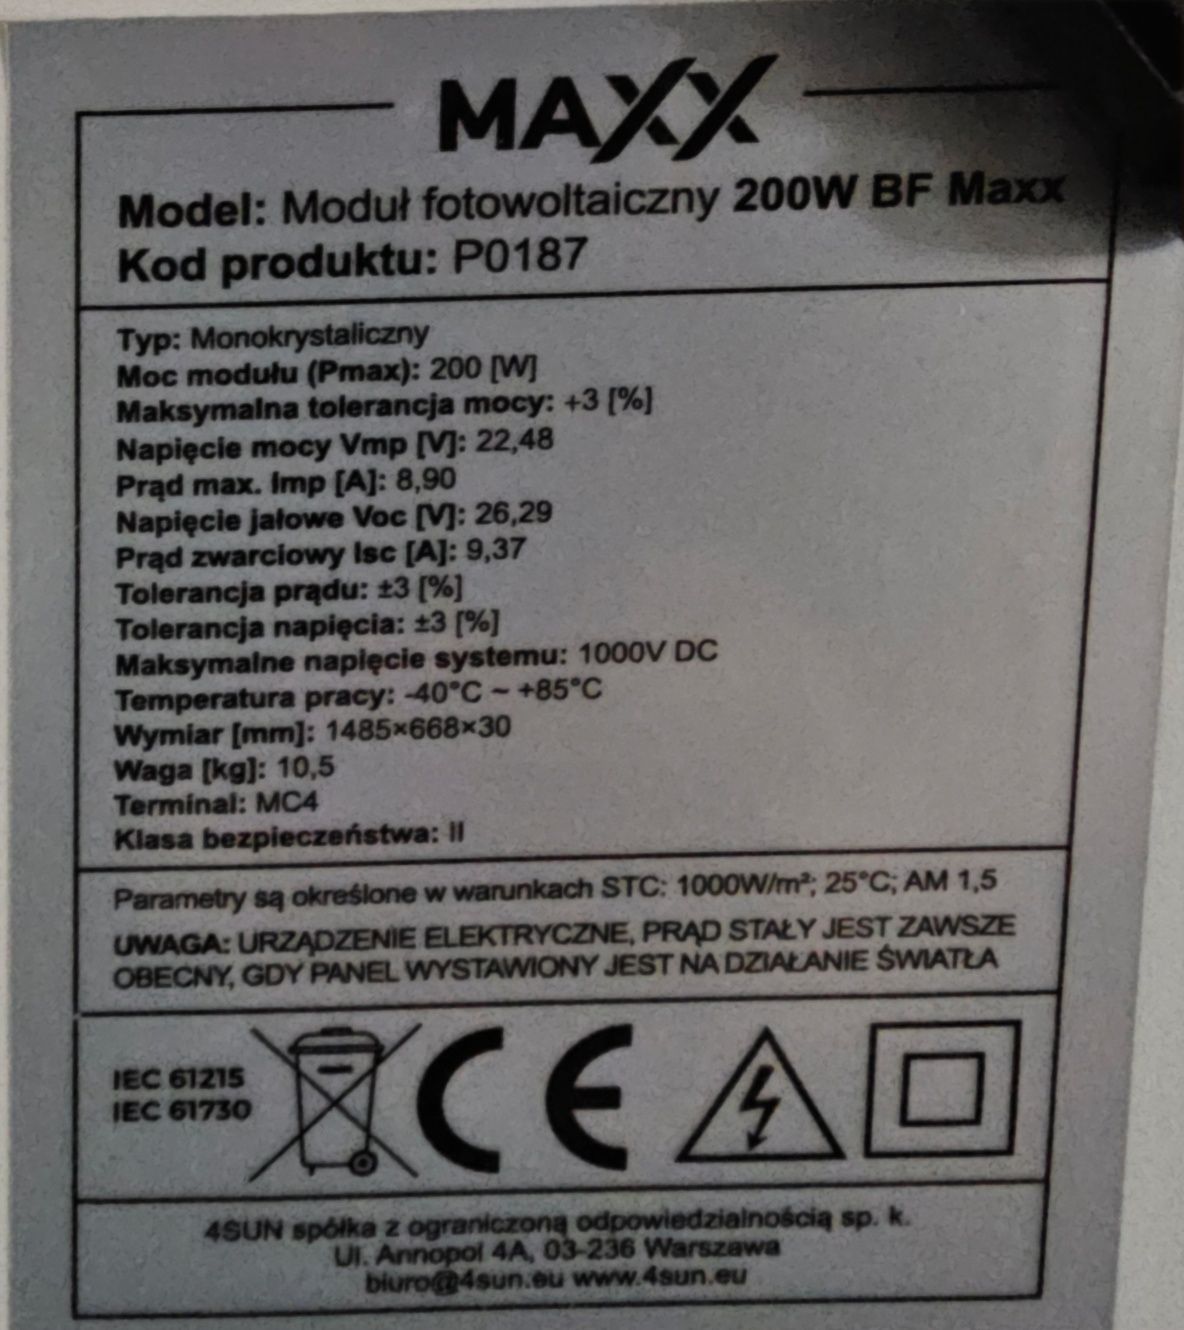 MAXX
Model: Moduł fotowoltaiczny 200W BF Maxx
Kod produktu: P0187
Typ: Monokrystaliczny
Moc modułu (Pmax): 200 [W]
Maksymalna tolerancja mocy: +3 [%]
Napięcie mocy Vmp [V]: 22,48
Prąd max. Imp [A]: 8,90
Napięcie jałowe Voc [V]: 26,29
Prąd zwarciowy Isc [A]: 9,37
Tolerancja prądu: ±3 [%]
Tolerancja napięcia: ±3 [%]
Maksymalne napięcie systemu: 1000V DC
Temperatura pracy: -40°C ~ +85°C
Wymiar [mm]: 1485×668×30
Waga [kg]: 10,5
Terminal: MC4
Klasa bezpieczeństwa: II
Parametry są określone w warunkach STC: 1000W/m²; 25°C; AM 1,5
UWAGA: URZĄDZENIE ELEKTRYCZNE, PRĄD STAŁY JEST ZAWSZE
OBECNY, GDY PANEL WYSTAWIONY JEST NA DZIAŁANIE ŚWIATŁA
IEC 61215
IEC 61730
CE
4SUN spółka z ograniczoną odpowiedzialnością sp. k.
Ul. Annopol 4A, 03-236 Warszawa
biuro@4sun.eu www.4sun.eu